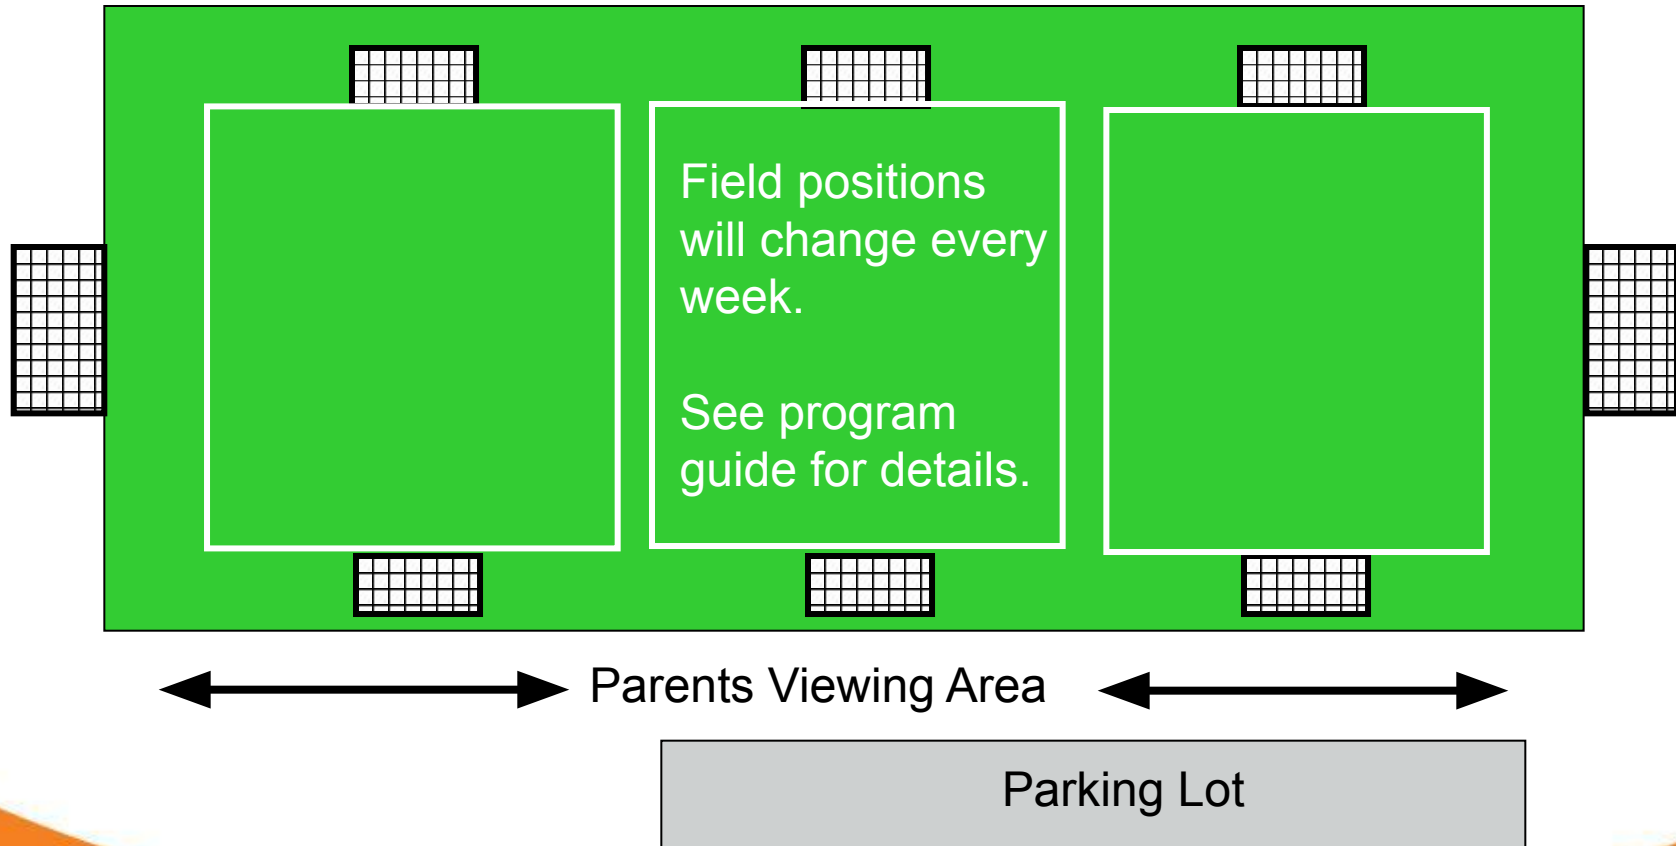 Field positions
will change every
week.
See program
guide for details.
Parents Viewing Area
Parking Lot